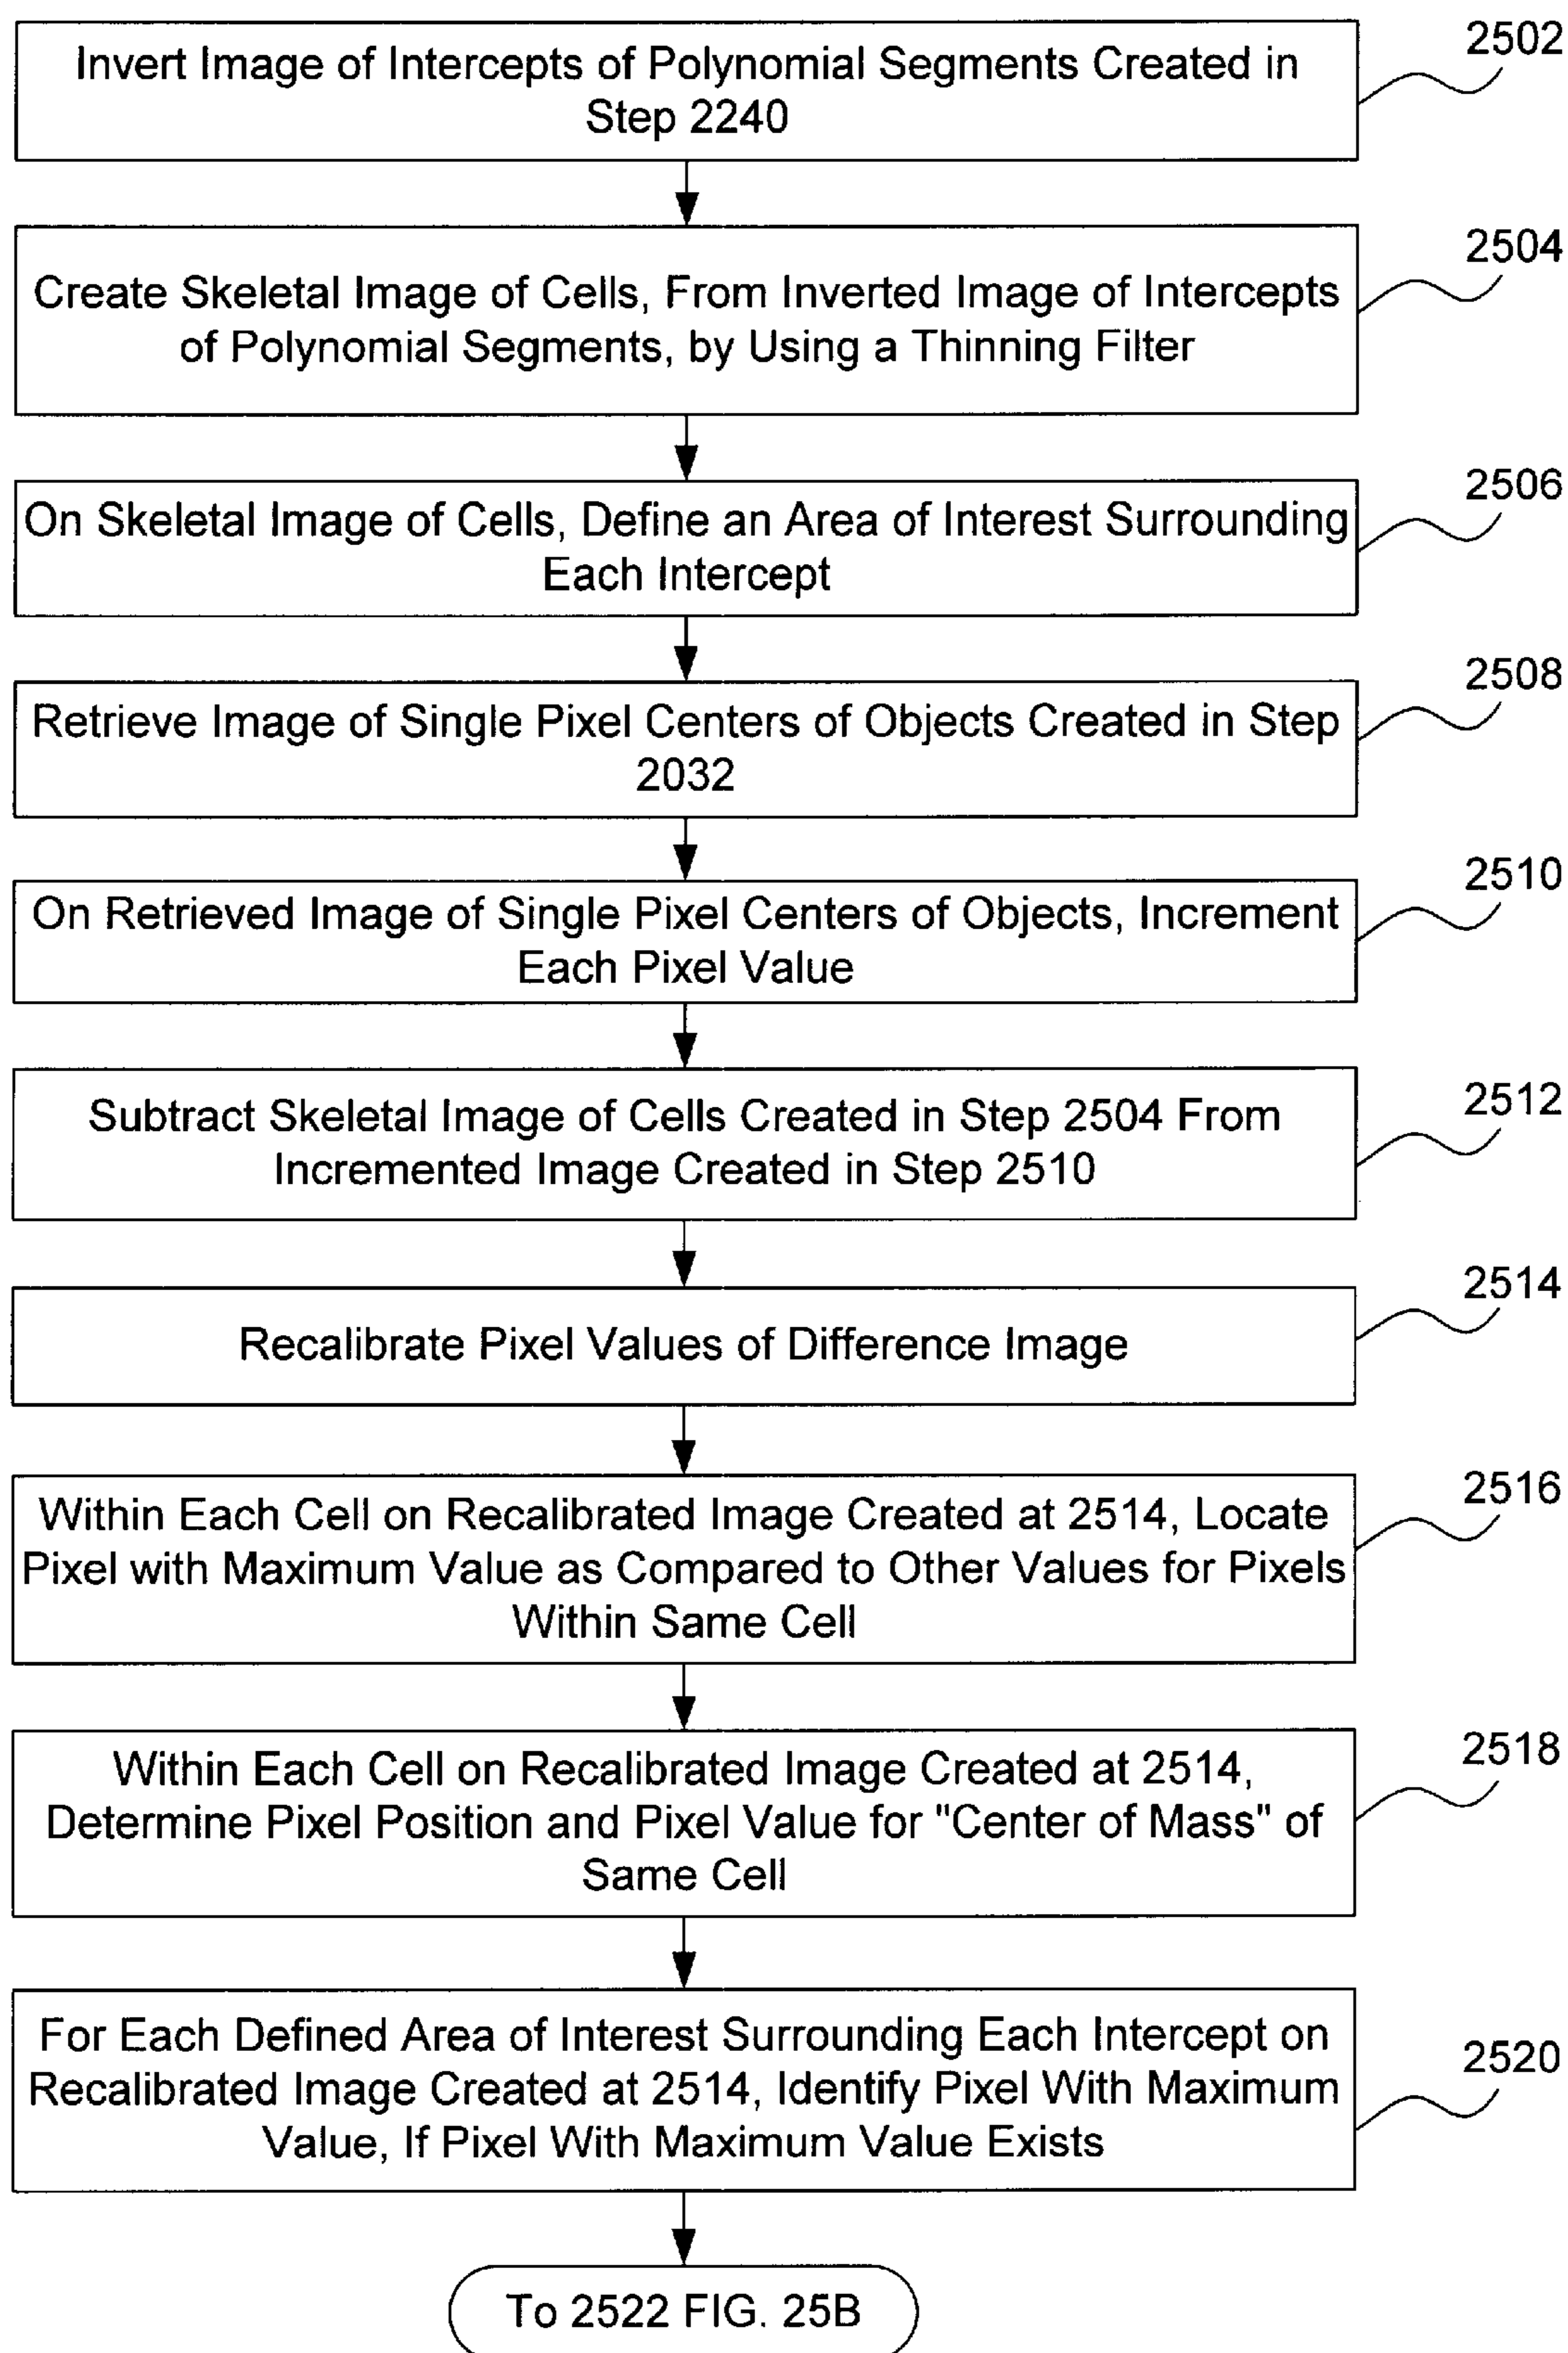 2502
Invert Image of Intercepts of Polynomial Segments Created in
Step 2240
2504
Create Skeletal Image of Cells, From Inverted Image of Intercepts
of Polynomial Segments, by Using a Thinning Filter
2506
On Skeletal Image of Cells, Define an Area of Interest Surrounding
Each Intercept
2508
Retrieve Image of Single Pixel Centers of Objects Created in Step
2032
2510
On Retrieved Image of Single Pixel Centers of Objects, Increment
Each Pixel Value
2512
Subtract Skeletal Image of Cells Created in Step 2504 From
Incremented Image Created in Step 2510
2514
Recalibrate Pixel Values of Difference Image
2516
Within Each Cell on Recalibrated Image Created at 2514, Locate
Pixel with Maximum Value as Compared to Other Values for Pixels
Within Same Cell
2518
Within Each Cell on Recalibrated Image Created at 2514,
Determine Pixel Position and Pixel Value for "Center of Mass" of
Same Cell
2520
For Each Defined Area of Interest Surrounding Each Intercept on
Recalibrated Image Created at 2514, Identify Pixel With Maximum
Value, If Pixel With Maximum Value Exists
To 2522 FIG. 25B